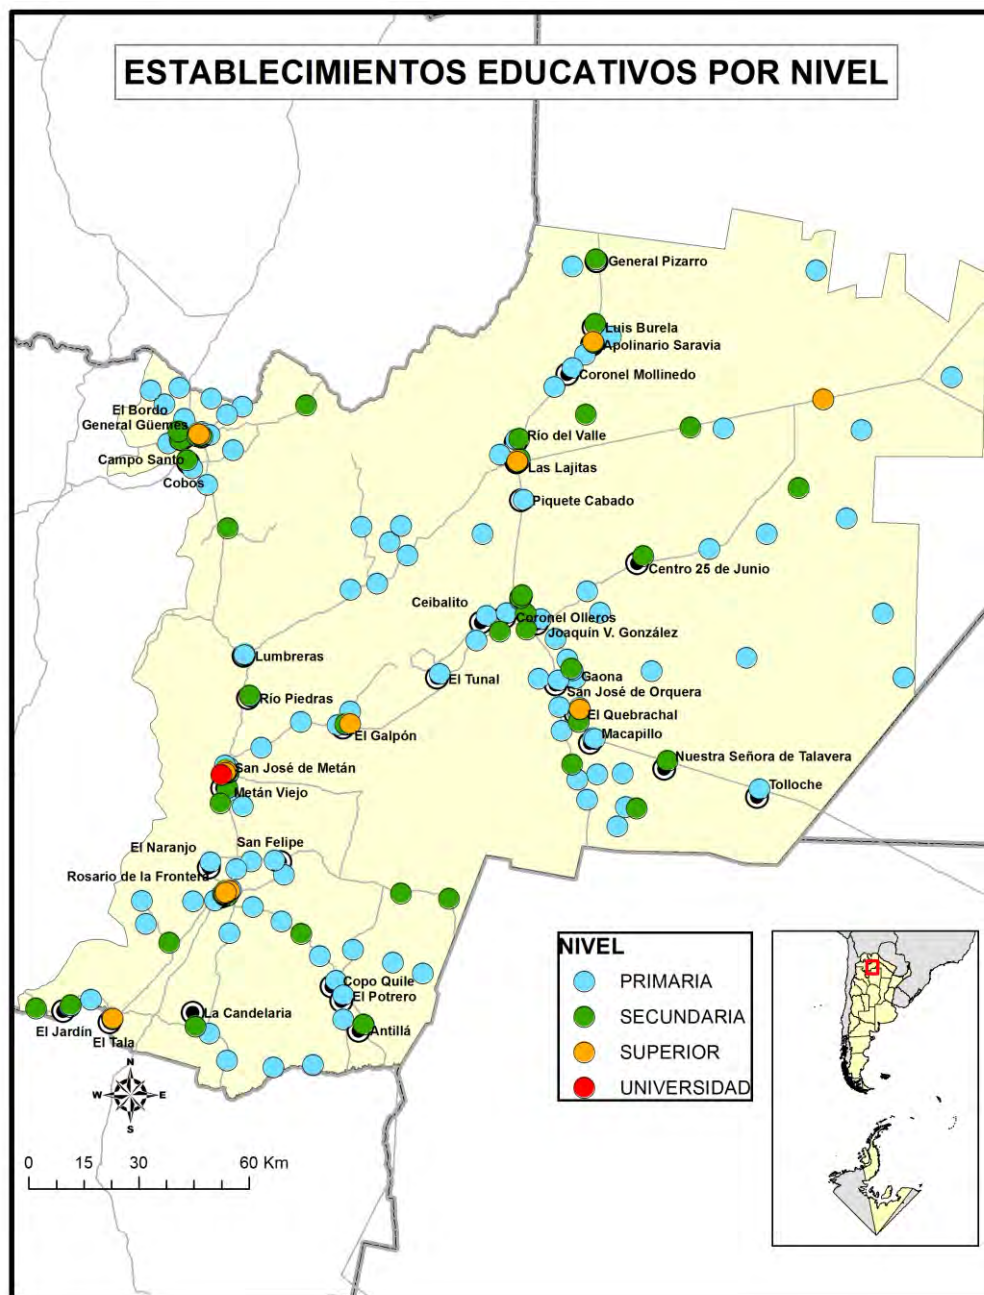 ESTABLECIMIENTOS EDUCATIVOS POR NIVEL
General Pizarro
Luis Burela
Apolinario Saravia
Coronel Mollinedo
El Bordo
General Güemes
Río del Valle
Campo Santo
Las Lajitas
Cobos
Piquete Cabado
Centro 25 de Junio
Ceibalito
Coronel Olleros
Joaquín V. González
Lumbreras
El Tunal
Gaona
San José de Orquera
Río Piedras
El Quebrachal
El Galpón
Macapillo
Nuestra Señora de Talavera
San José de Metán
Tolloche
Metán Viejo
El Naranjo
San Felipe
Rosario de la Frontera
NIVEL
PRIMARIA
SECUNDARIA
SUPERIOR
UNIVERSIDAD
Copo Quile
El Potrero
La Candelaria
El Jardín
Antillá
El Tala
N
W E
S
0 15 30 60 Km